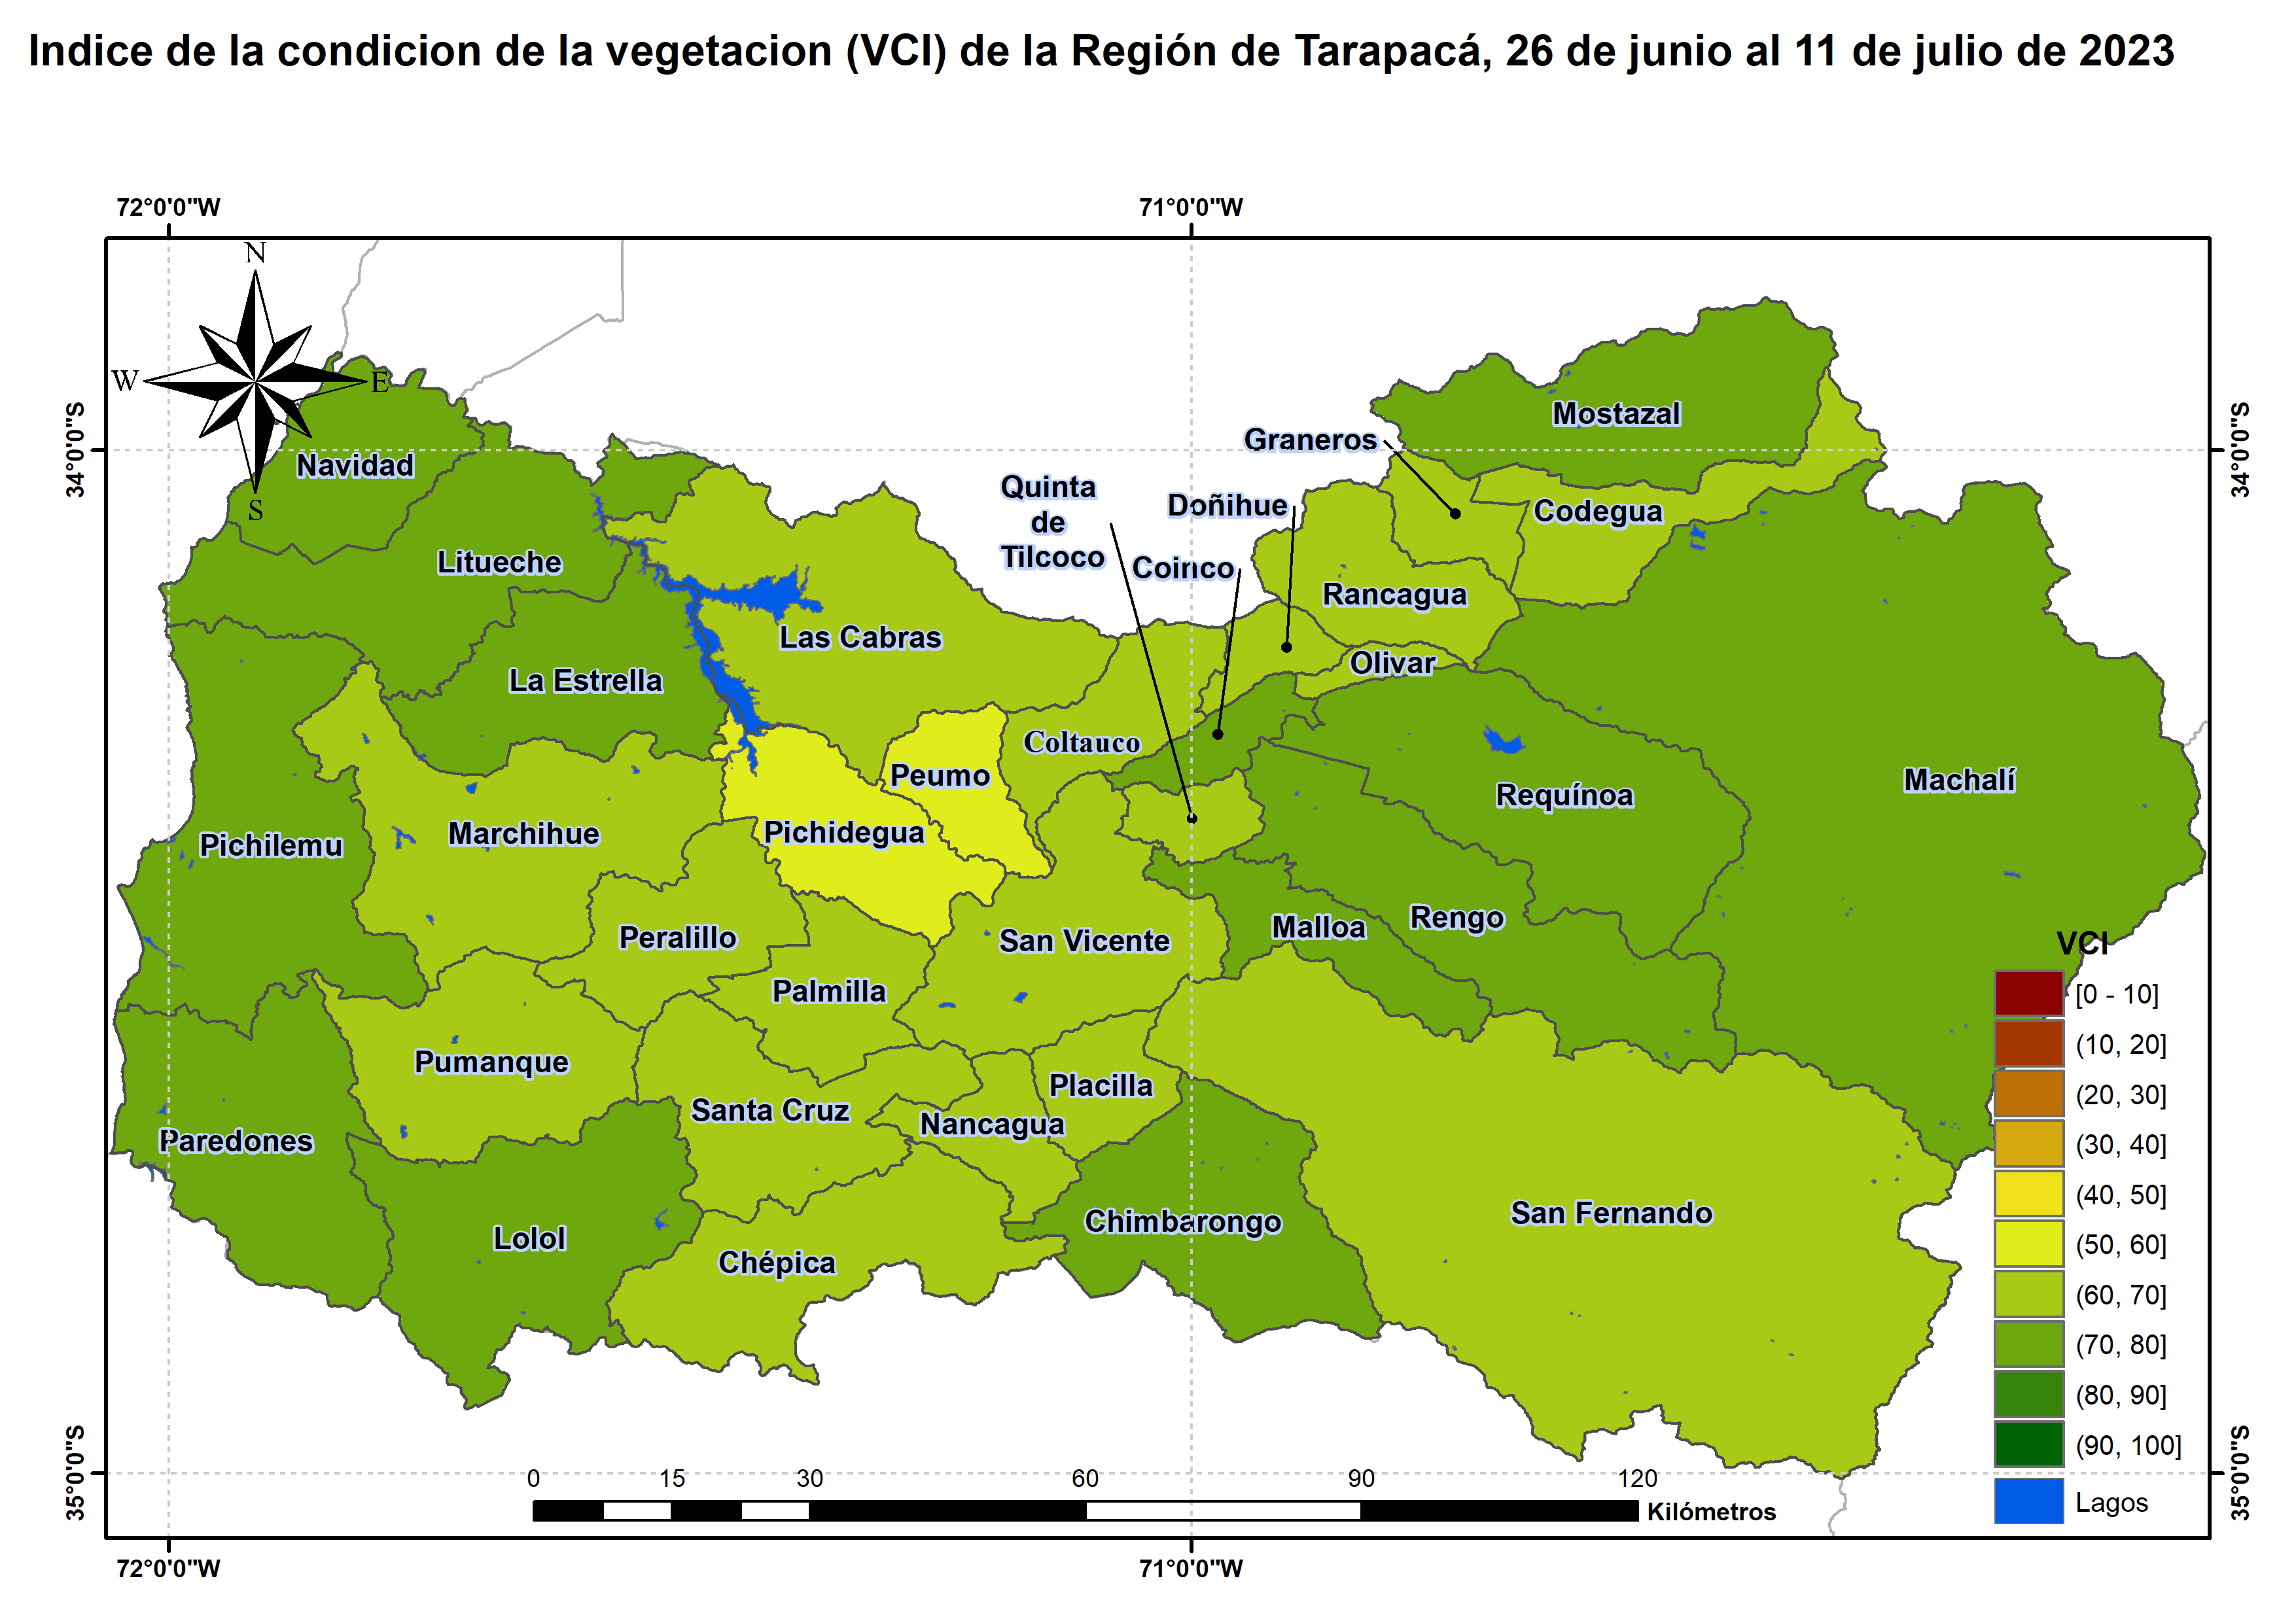 Indice de la condicion de la vegetacion (VCI) de la Región de Tarapacá, 26 de junio al 11 de julio de 2023
72°0'0"W
71°0'0"W
N
W
E
S
34°0'0"S
34°0'0"S
Navidad
Mostazal
Graneros
Quinta
de
Tilcoco
Doñihue
Codegua
Litueche
Coinco
Rancagua
Las Cabras
Olivar
La Estrella
Coltauco
Peumo
Machalí
Requínoa
Pichidegua
Marchihue
Pichilemu
Rengo
Malloa
Peralillo
San Vicente
Palmilla
Pumanque
Placilla
Santa Cruz
Nancagua
Paredones
San Fernando
Chimbarongo
Lolol
Chépica
VCI
[0 - 10]
(10, 20]
(20, 30]
(30, 40]
(40, 50]
(50, 60]
(60, 70]
(70, 80]
(80, 90]
(90, 100]
Lagos
35°0'0"S
35°0'0"S
0 15 30 60 90 120
Kilómetros
72°0'0"W
71°0'0"W